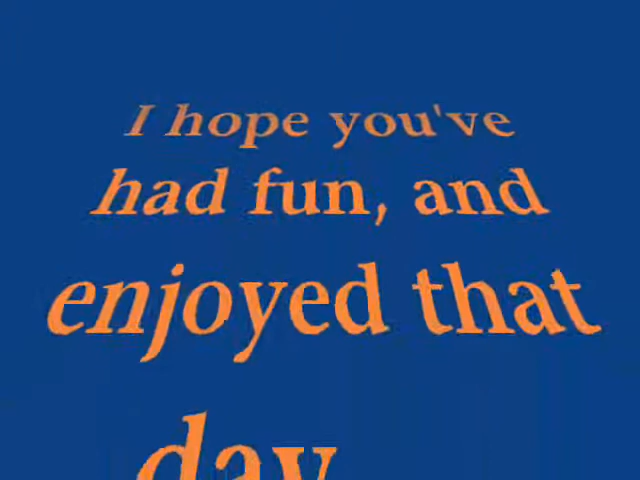 I hope you've
had fun, and
enjoyed that
day